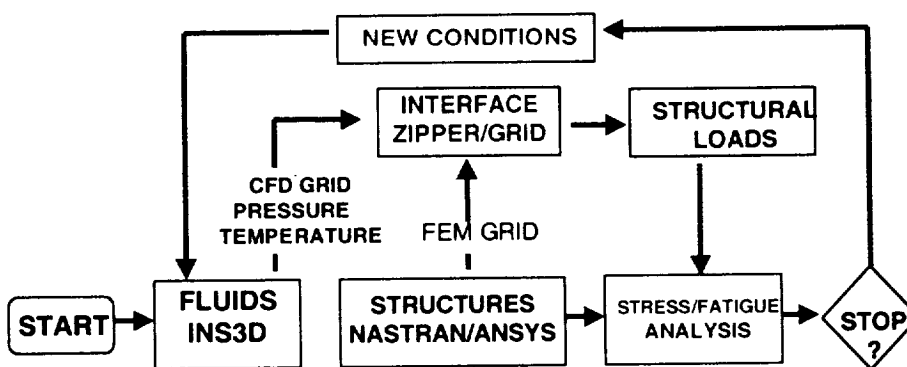 NEW CONDITIONS
INTERFACE
ZIPPER/GRID
STRUCTURAL
LOADS
CFD GRID
PRESSURE
TEMPERATURE
FEM GRID
START
FLUIDS
INS3D
STRUCTURES
NASTRAN/ANSYS
STRESS/FATIGUE
ANALYSIS
STOP
?